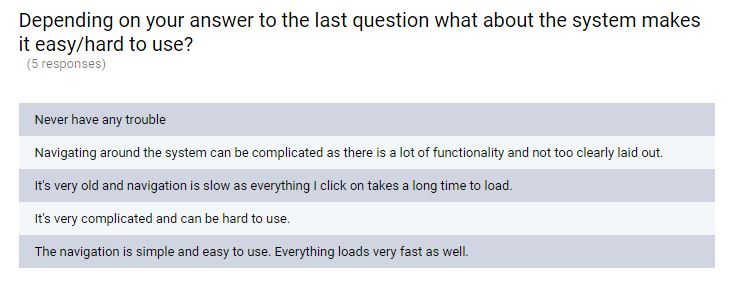 Depending on your answer to the last question what about the system makes
it easy/hard to use?
(5 responses)
Never have any trouble
Navigating around the system can be complicated as there is a lot of functionality and not too clearly laid out.
It's very old and navigation is slow as everything I click on takes a long time to load.
It's very complicated and can be hard to use.
The navigation is simple and easy to use. Everything loads very fast as well.